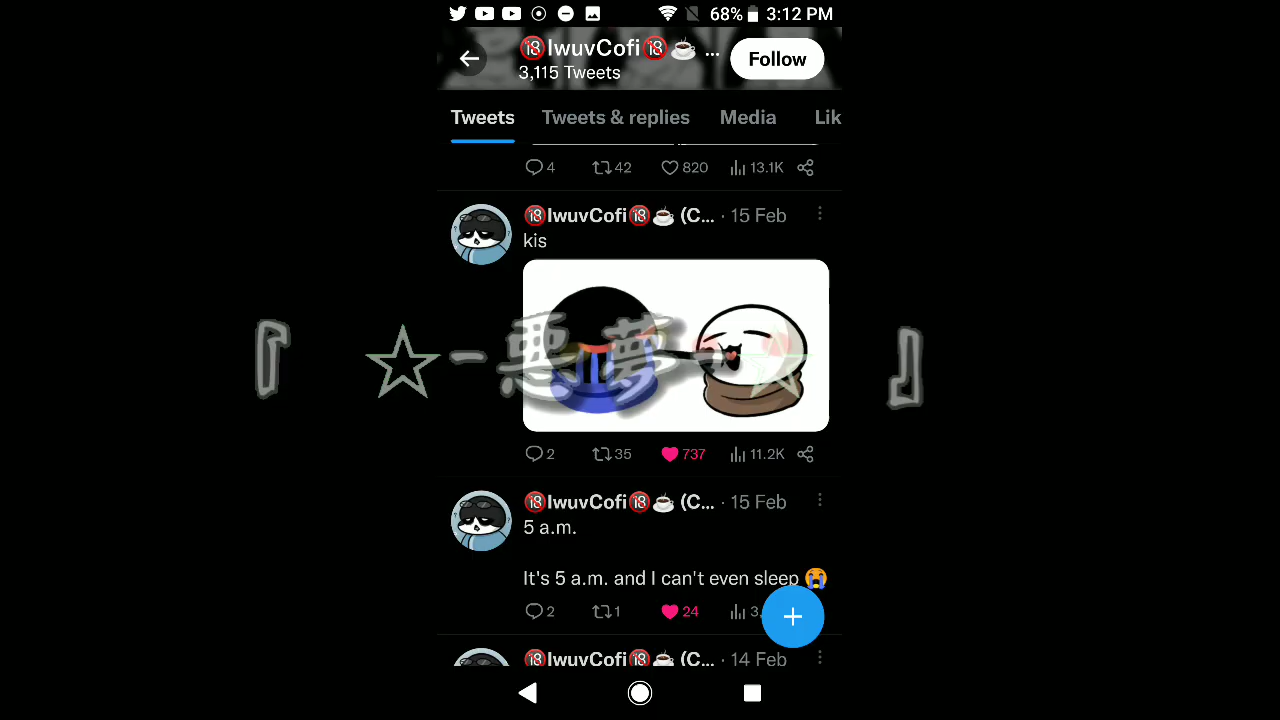 68% 3:12 PM
🔞IwuvCofi🔞☕ ...
3,115 Tweets
Follow
Tweets Tweets & replies Media Lik
4 42 820 13.1K
🔞IwuvCofi🔞☕ (C... · 15 Feb
kis
『 ☆-悪夢-☆ 』
2 35 737 11.2K
🔞IwuvCofi🔞☕ (C... · 15 Feb
5 a.m.
It's 5 a.m. and I can't even sleep 😭
2 1 24 3.
🔞IwuvCofi🔞☕ (C... · 14 Feb